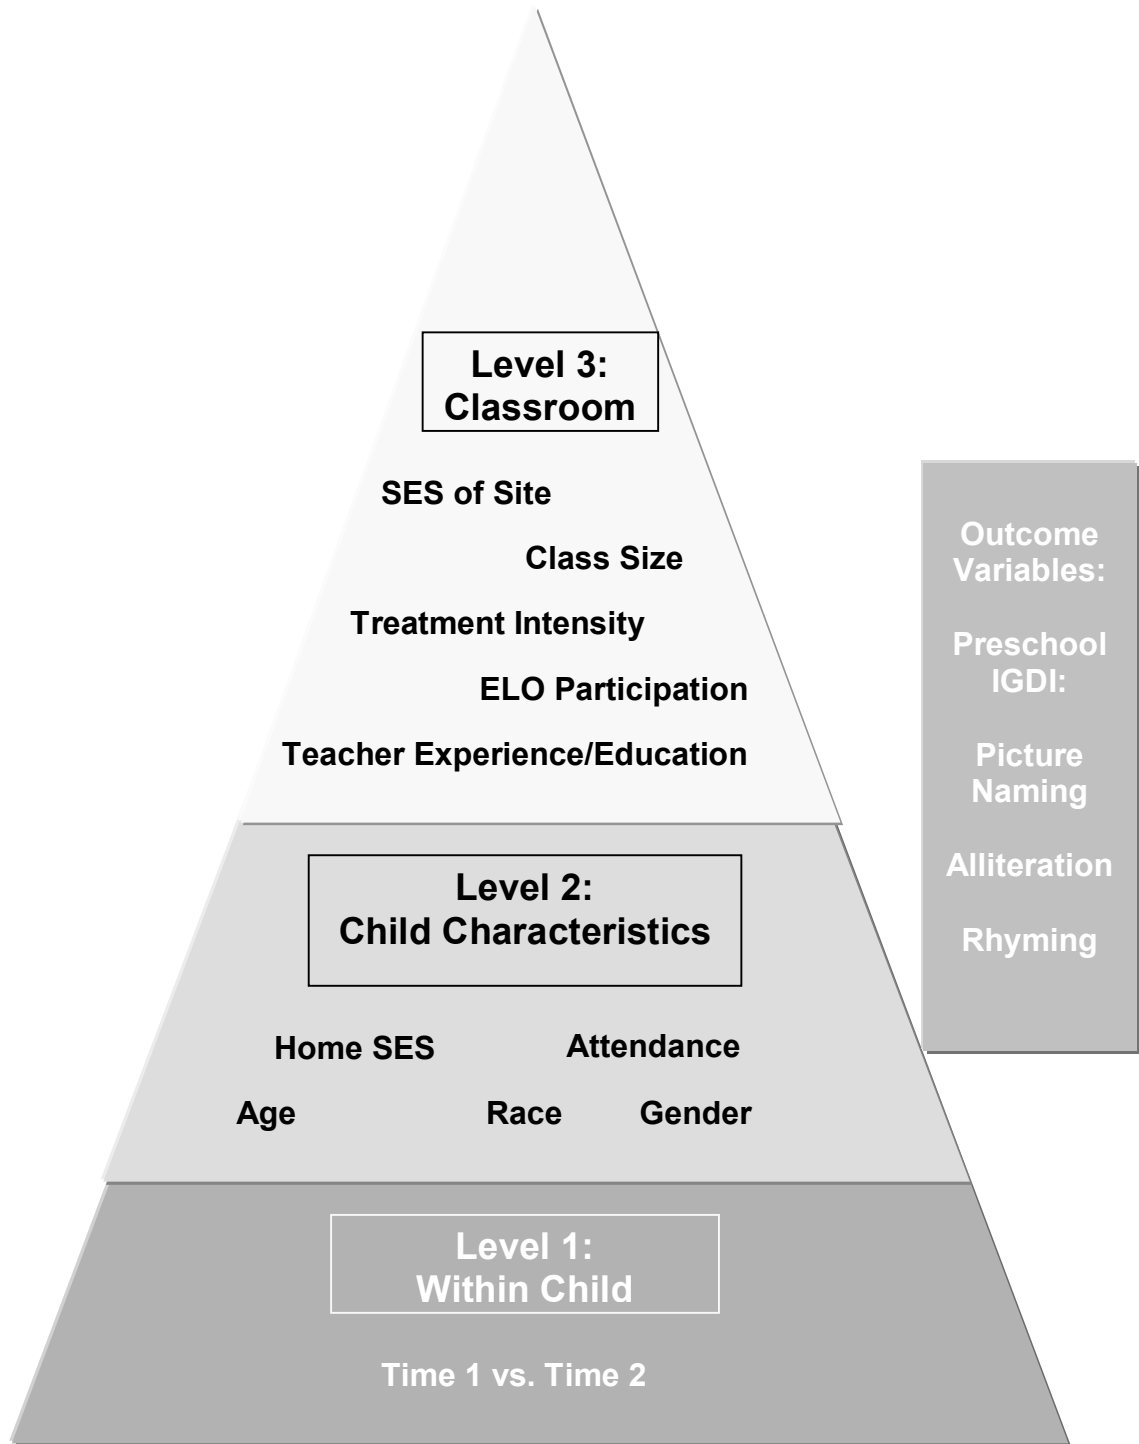 Level 3:
Classroom
SES of Site
Class Size
Treatment Intensity
ELO Participation
Teacher Experience/Education
Level 2:
Child Characteristics
Home SES
Attendance
Age
Race
Gender
Level 1:
Within Child
Time 1 vs. Time 2
Outcome
Variables:
Preschool
IGDI:
Picture
Naming
Alliteration
Rhyming